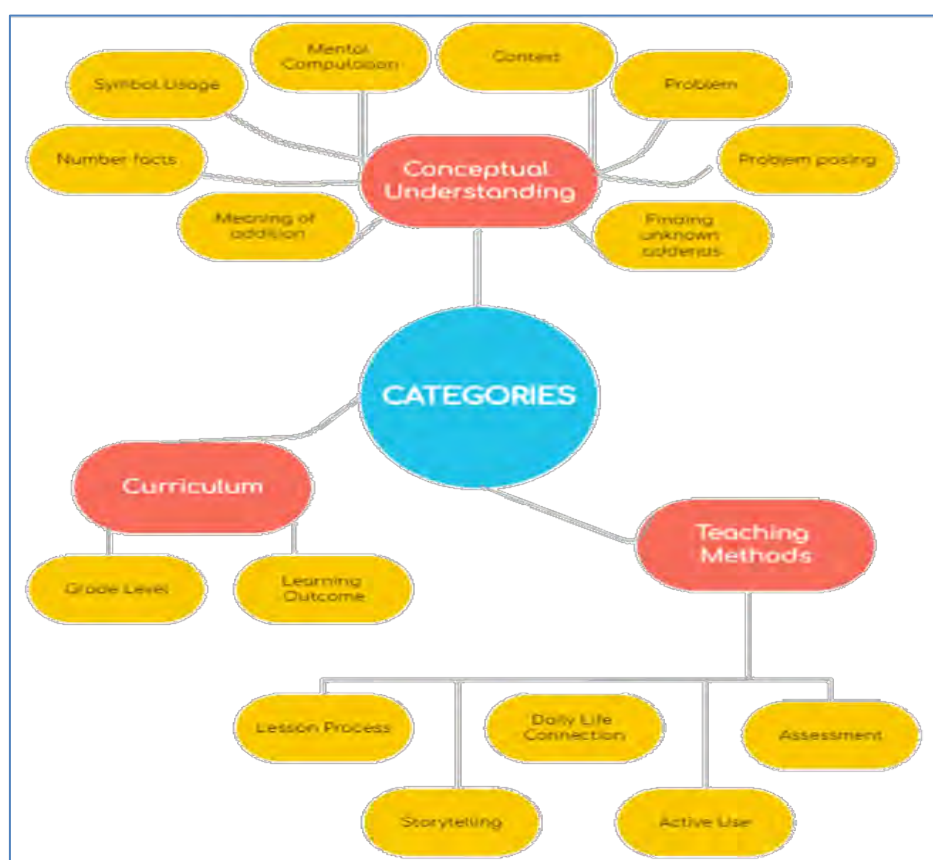 Mental
Computation
Context
Symbol Usage
Problem
Number facts
Conceptual
Understanding
Problem posing
Meaning of
addition
Finding
unknown
addends
CATEGORIES
Curriculum
Teaching
Methods
Grade Level
Learning
Outcome
Lesson Process
Daily Life
Connection
Assessment
Storytelling
Active Use